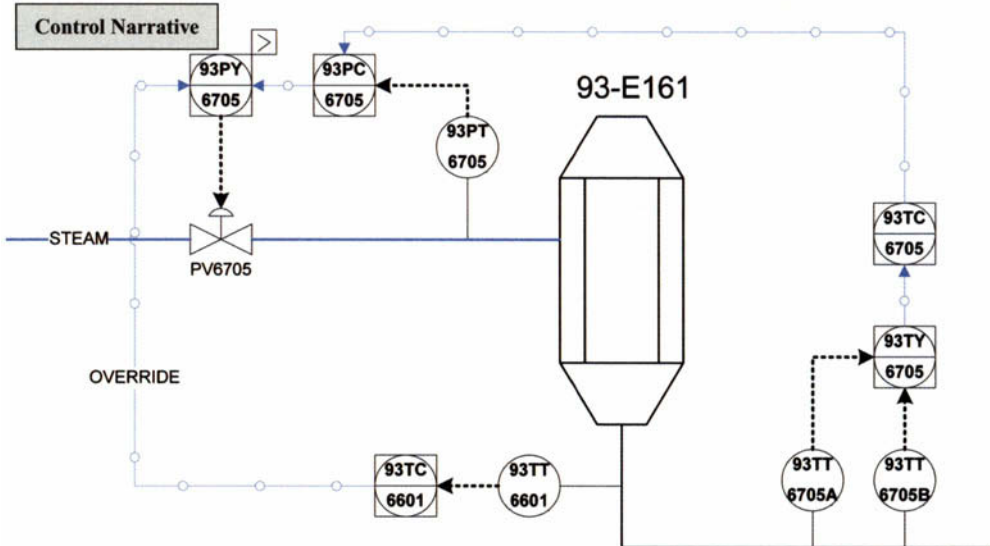 Control Narrative
>
93PY
6705
93PC
6705
93-E161
93PT
6705
STEAM
PV6705
93TC
6705
93TY
6705
OVERRIDE
93TC
6601
93TT
6601
93TT
6705A
93TT
6705B